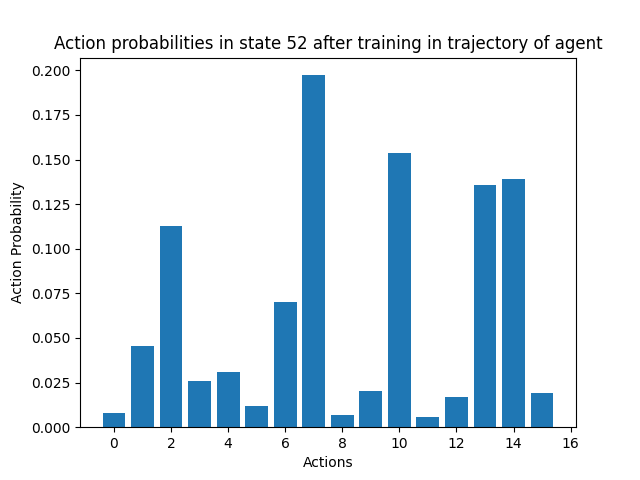 Action probabilities in state 52 after training in trajectory of agent
0.200
0.175
0.150
0.125
0.100
0.075
0.050
0.025
0.000
Action Probability
0 2 4 6 8 10 12 14 16
Actions